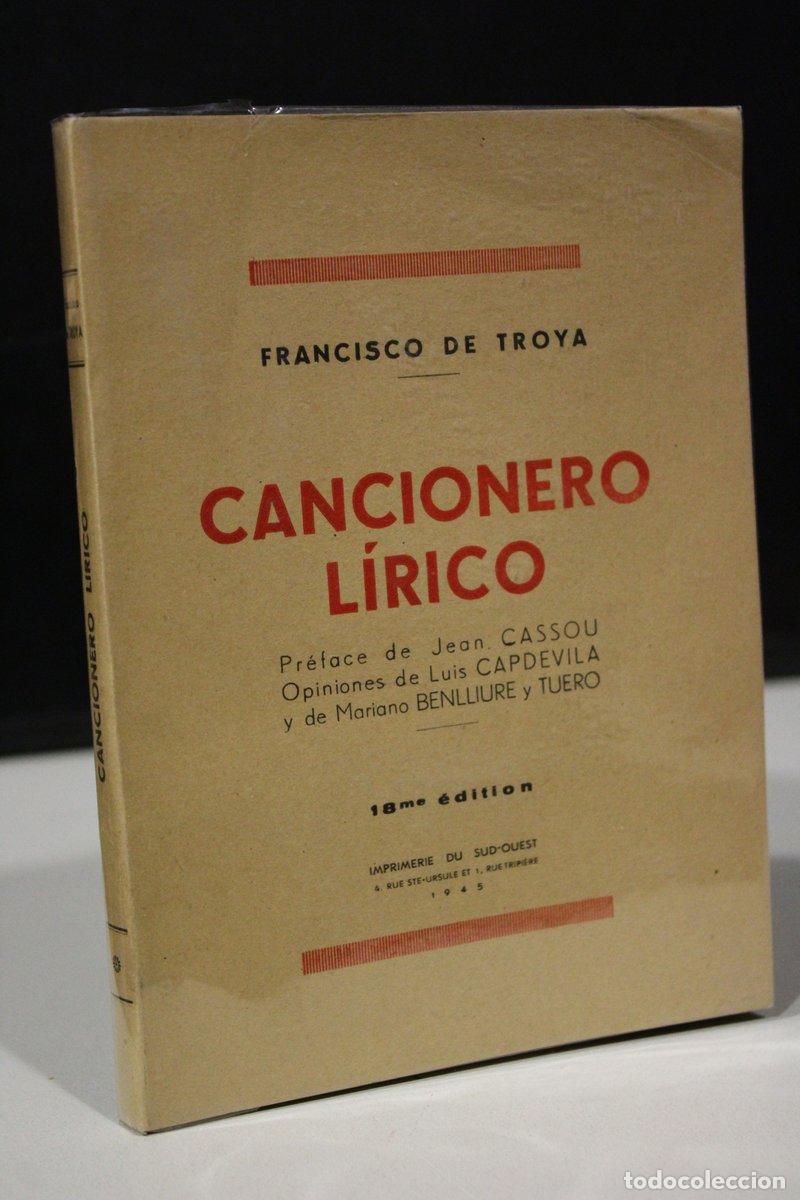 FRANCISCO DE TROYA
CANCIONERO
LÍRICO
Préface de Jean CASSOU
Opiniones de Luis CAPDEVILA
y de Mariano BENLLIURE y TUERO
18me édition
IMPRIMERIE DU SUD-OUEST
4, RUE STE-URSULE ET 1, RUE TRIPIÈRE
1945
TROYA
CANCIONERO LÍRICO
todocoleccion